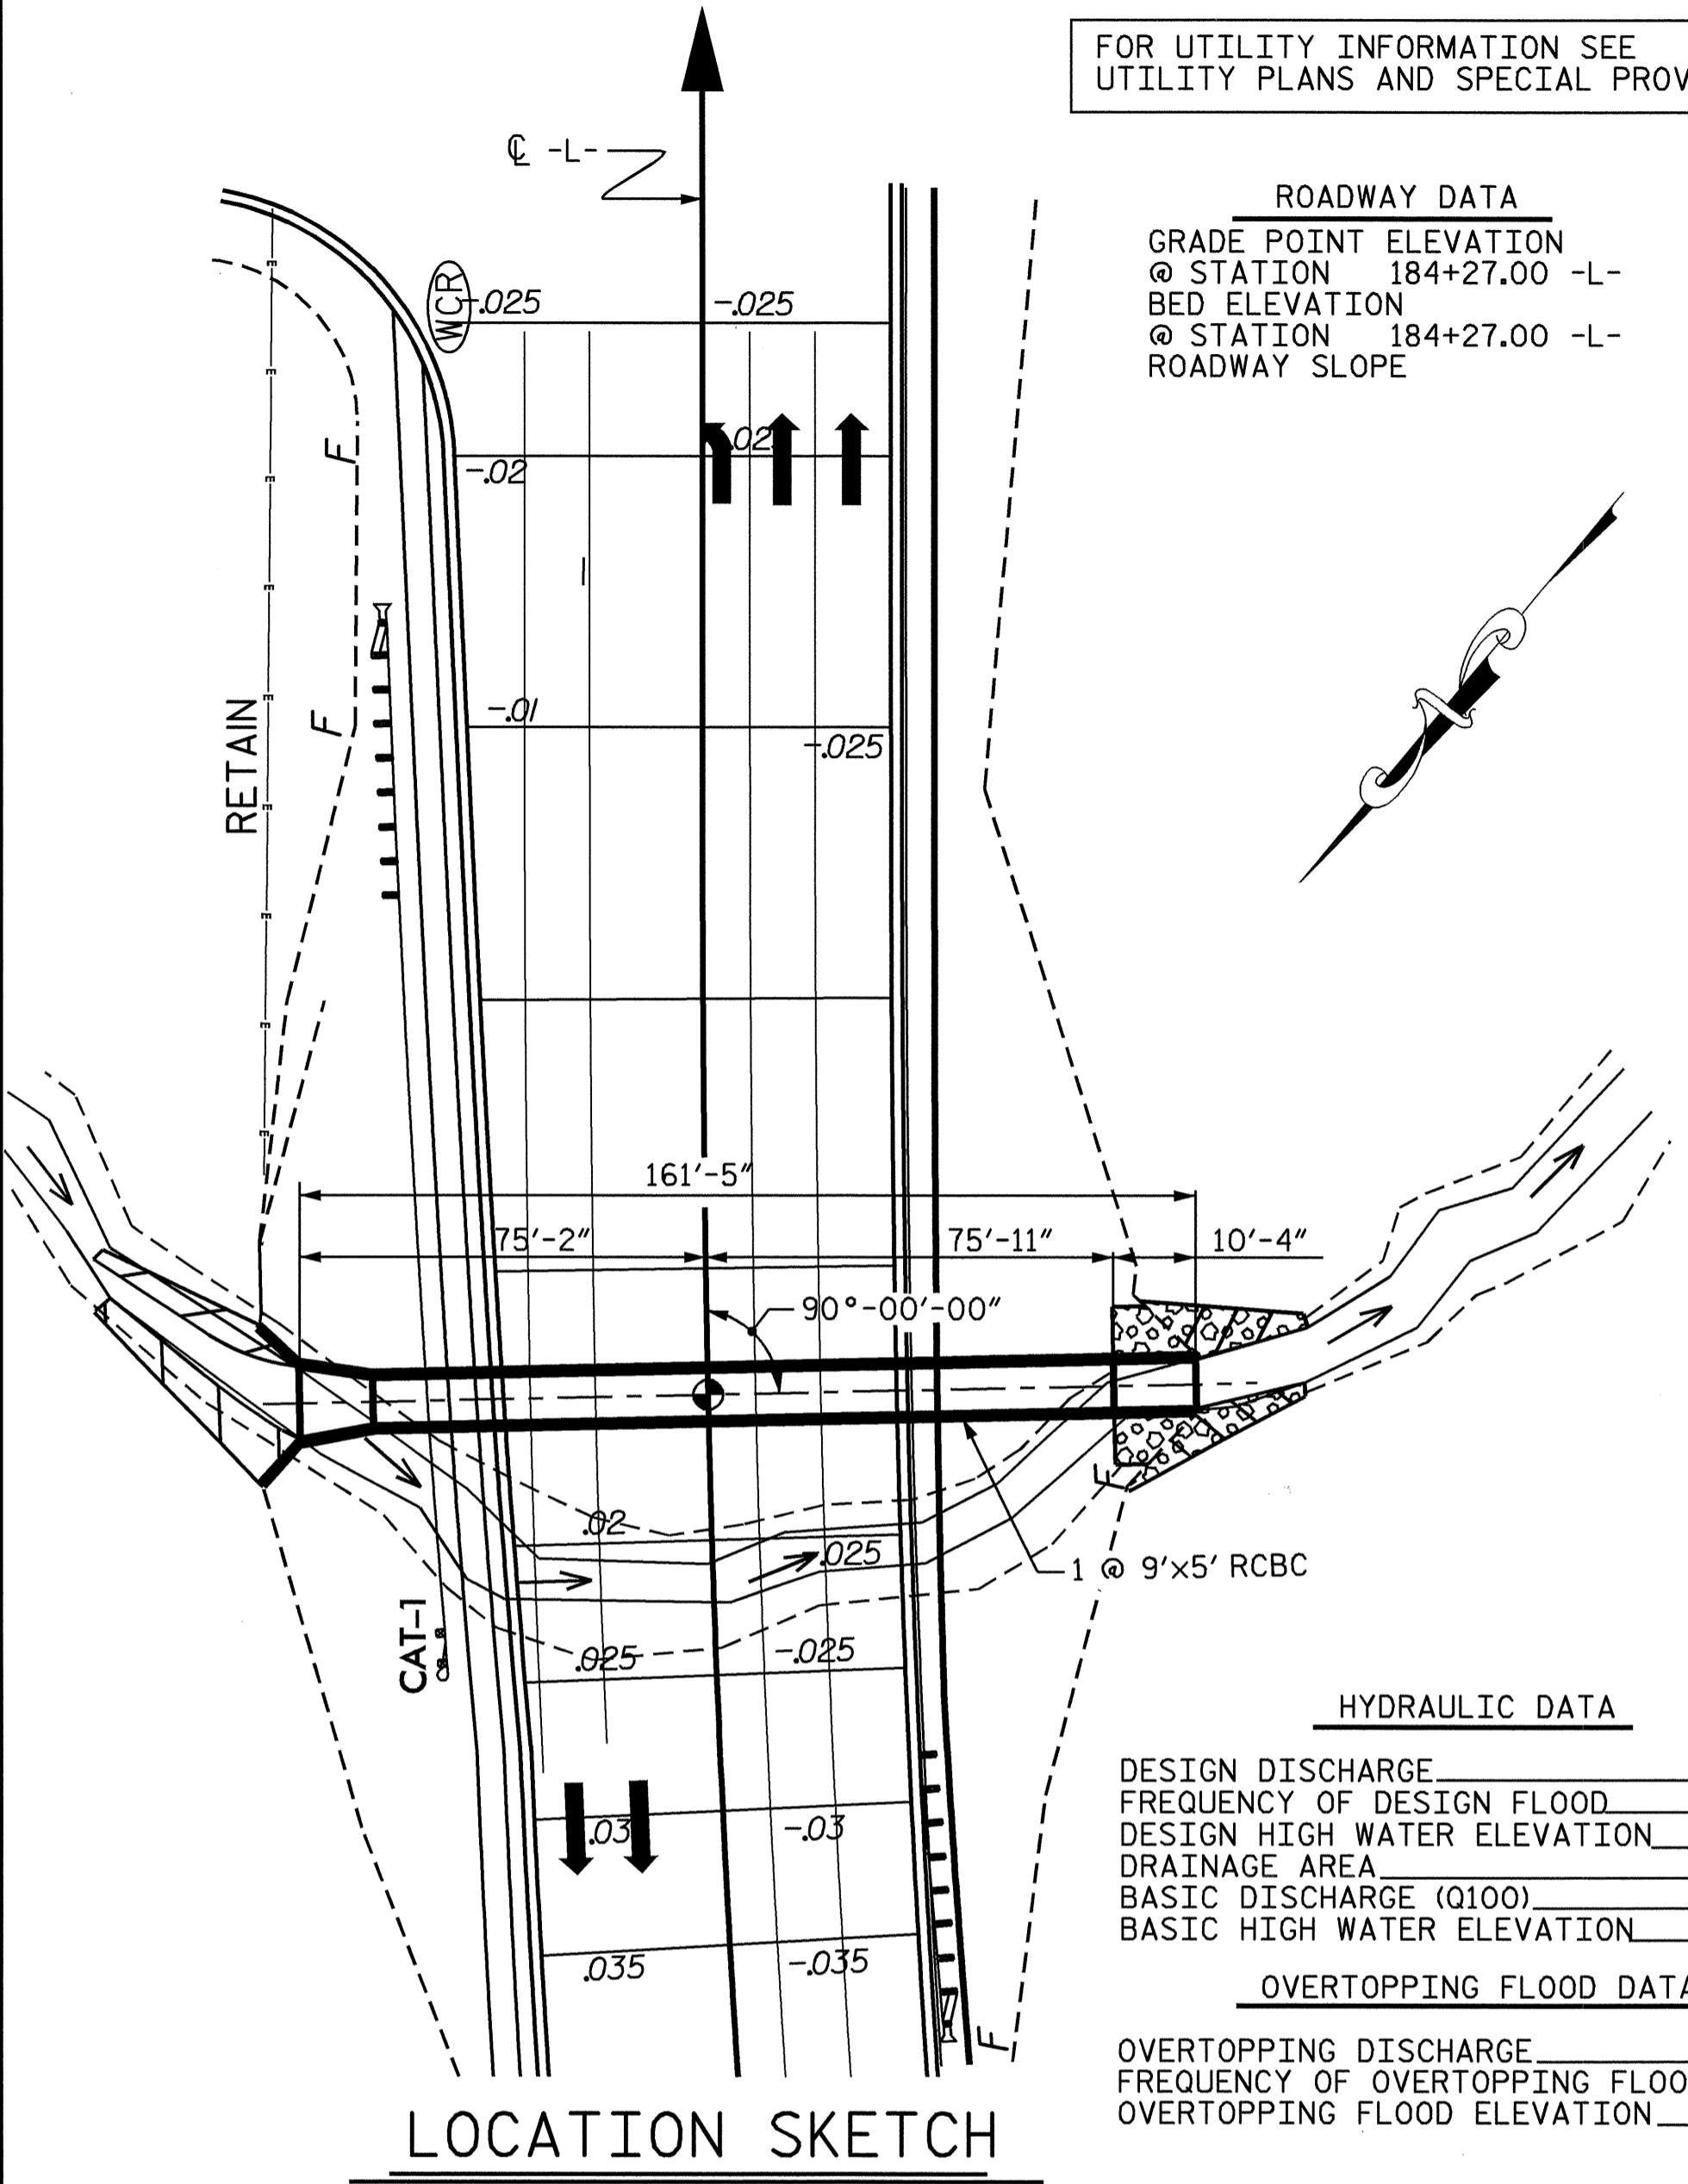 FOR UTILITY INFORMATION SEE
UTILITY PLANS AND SPECIAL PROV
℄ -L-
ROADWAY DATA
GRADE POINT ELEVATION
@ STATION 184+27.00 -L-
BED ELEVATION
@ STATION 184+27.00 -L-
ROADWAY SLOPE
WCR
-.025
-.025
E
E
E
E
E
E
E
E
E
F
.02
-.02
F
-.01
-.025
RETAIN
161'-5"
75'-2"
75'-11"
10'-4"
90°-00'-00"
F
.02
.025
1 @ 9'x5' RCBC
CAT-1
.025
-.025
HYDRAULIC DATA
DESIGN DISCHARGE
FREQUENCY OF DESIGN FLOOD
DESIGN HIGH WATER ELEVATION
DRAINAGE AREA
BASIC DISCHARGE (Q100)
BASIC HIGH WATER ELEVATION
.03
-.03
.035
-.035
F
OVERTOPPING FLOOD DATA
OVERTOPPING DISCHARGE
FREQUENCY OF OVERTOPPING FLOO
OVERTOPPING FLOOD ELEVATION
LOCATION SKETCH